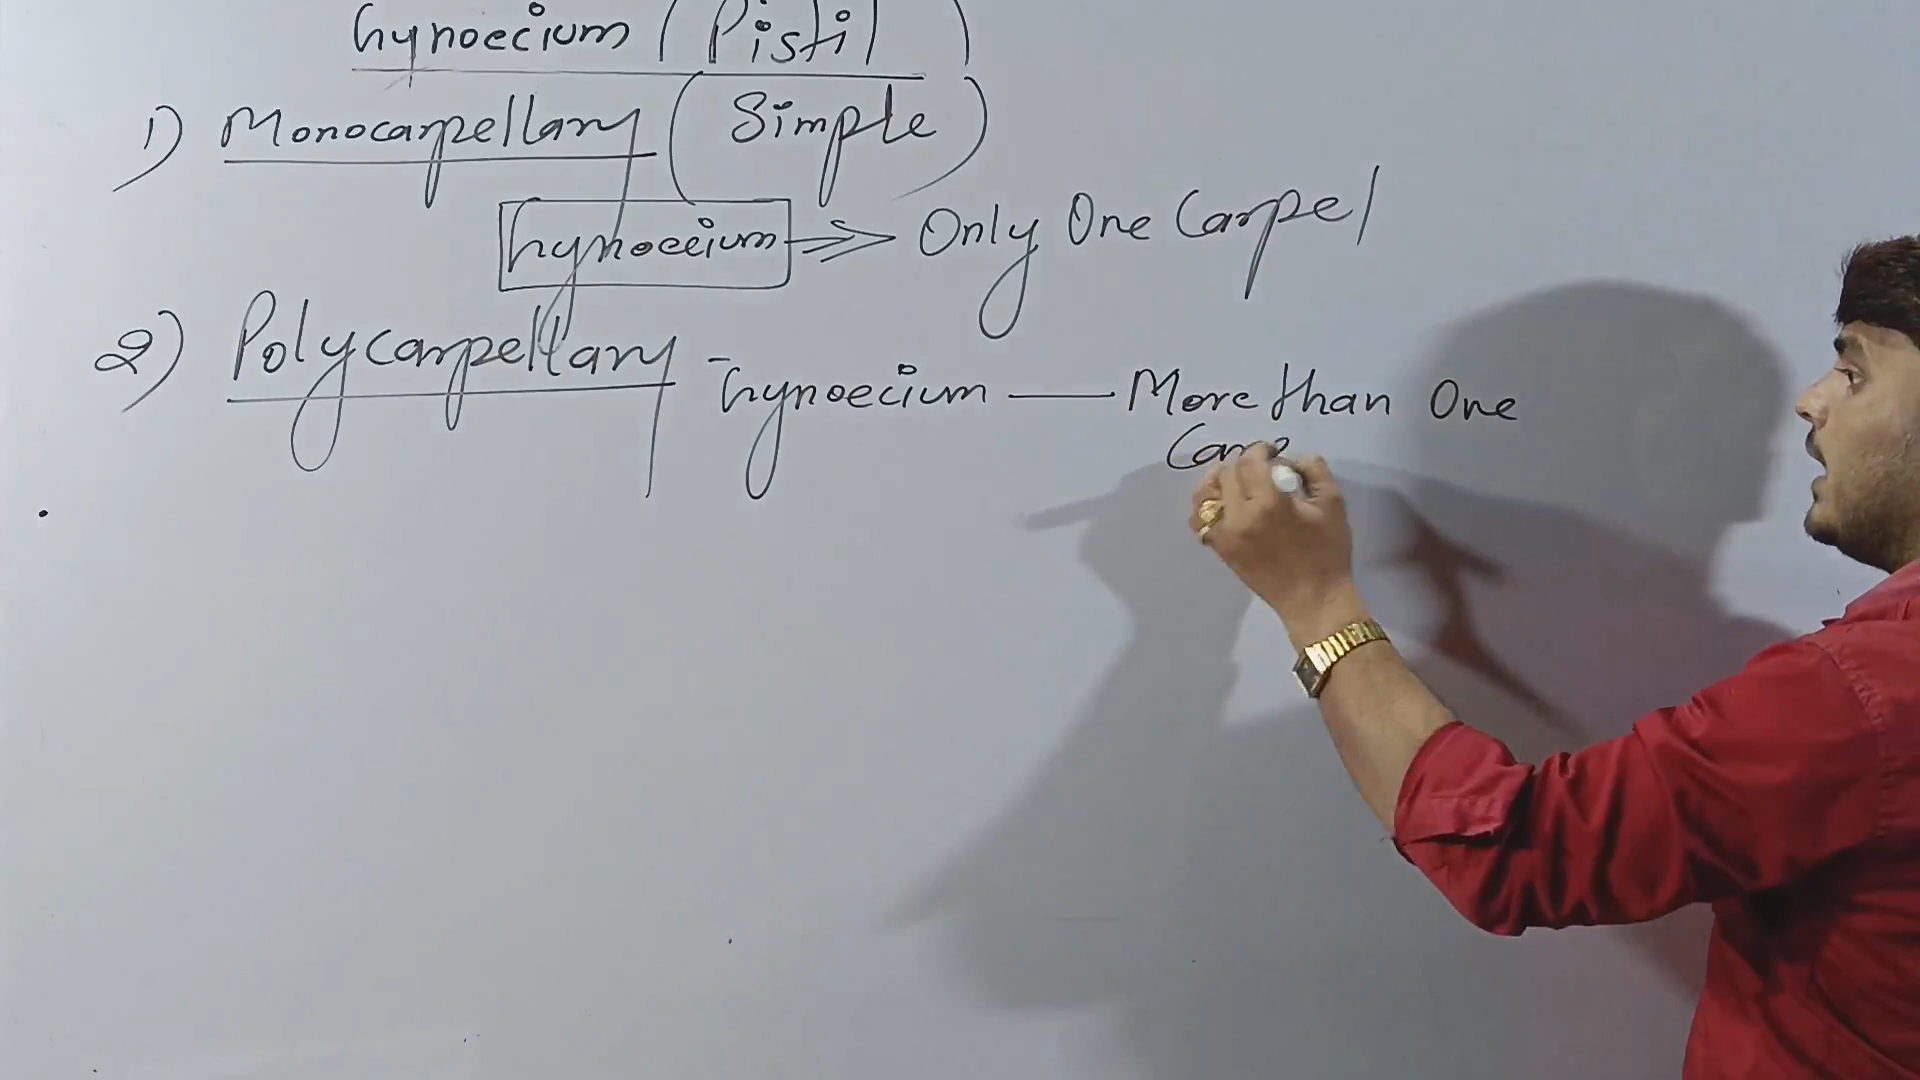 Gynoecium (Pistil)
1) Monocarpellary (Simple)
Gynoecium ⇒ Only One Carpel
2) Polycarpellary - Gynoecium — More than One